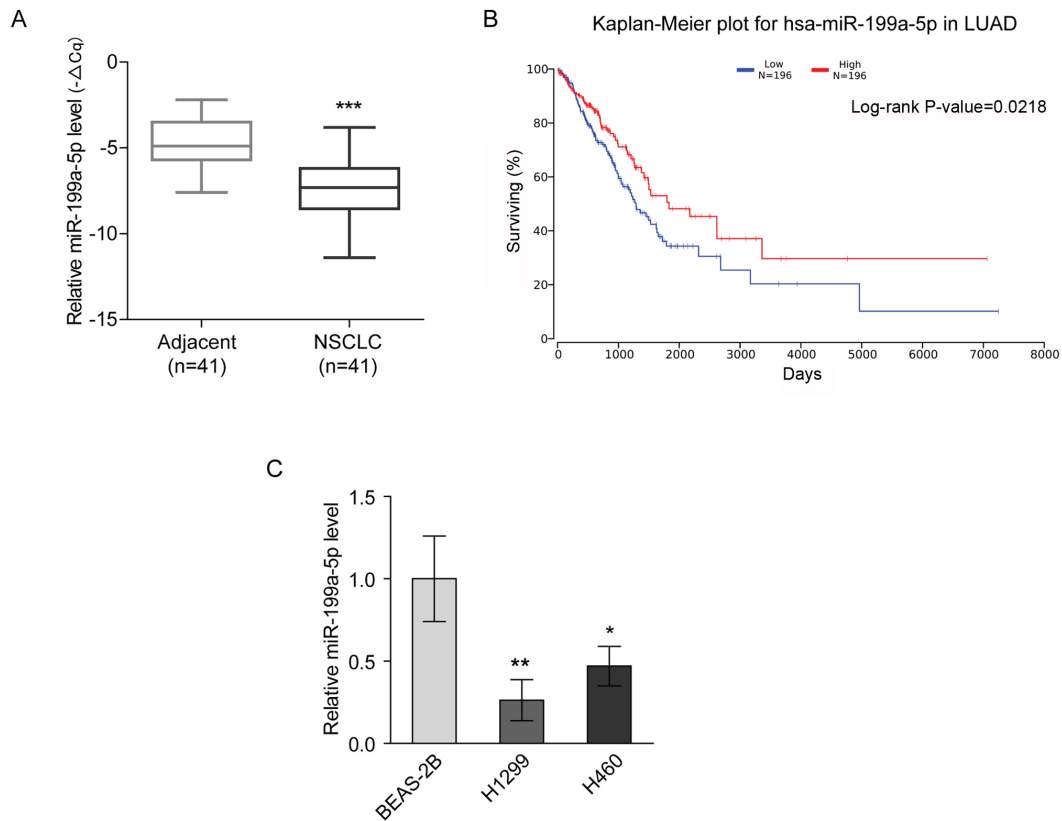 A
Relative miR-199a-5p level (-△Cq)
0
-5
-10
-15
***
Adjacent
(n=41)
NSCLC
(n=41)
B
Kaplan-Meier plot for hsa-miR-199a-5p in LUAD
Low
N=196
High
N=196
Log-rank P-value=0.0218
Surviving (%)
100
80
60
40
20
0
0 1000 2000 3000 4000 5000 6000 7000 8000
Days
C
Relative miR-199a-5p level
1.5
1.0
0.5
0.0
**
*
BEAS-2B
H1299
H460